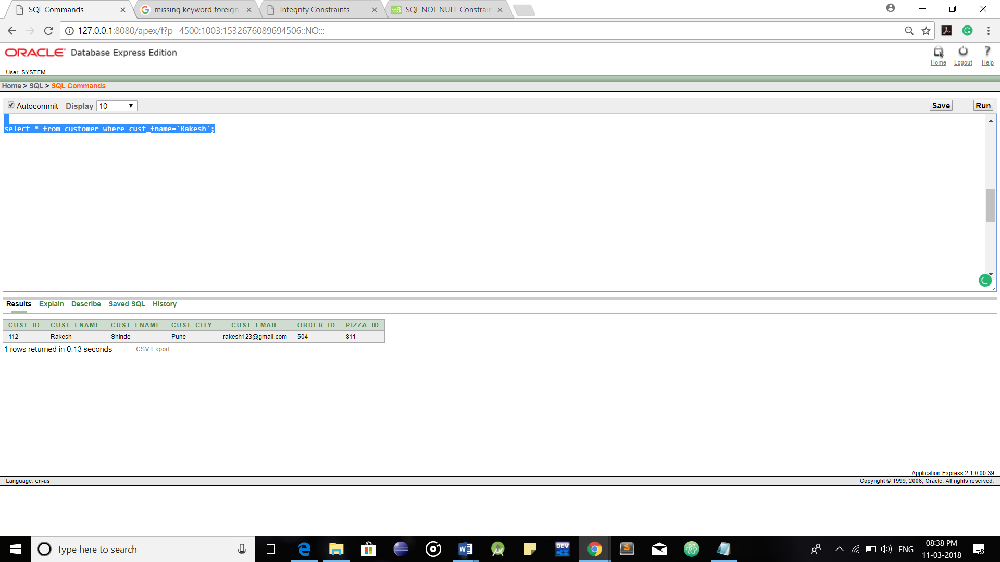 SQL Commands
missing keyword foreign
Integrity Constraints
SQL NOT NULL Constrain
127.0.0.1:8080/apex/f?p=4500:1003:1532676089694506::NO:::
ORACLE Database Express Edition
Home
Logout
Help
User: SYSTEM
Home > SQL > SQL Commands
Autocommit Display 10
Save
Run
select * from customer where cust_fname='Rakesh';
Results Explain Describe Saved SQL History
CUST_ID CUST_FNAME CUST_LNAME CUST_CITY CUST_EMAIL ORDER_ID PIZZA_ID
112 Rakesh Shinde Pune rakesh123@gmail.com 504 811
1 rows returned in 0.13 seconds CSV Export
Application Express 2.1.0.00.39
Language: en-us
Copyright © 1999, 2006, Oracle. All rights reserved.
Type here to search
W
DEV
C++
S
ENG
08:38 PM
11-03-2018